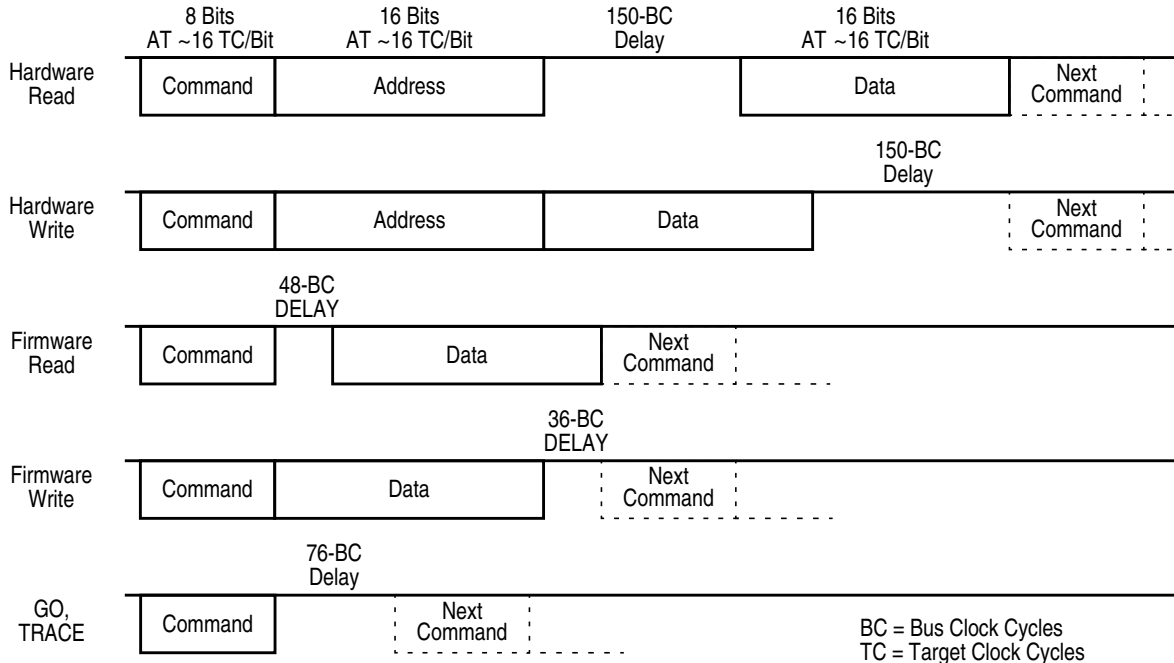 8 Bits
AT ~16 TC/Bit
16 Bits
AT ~16 TC/Bit
150-BC
Delay
16 Bits
AT ~16 TC/Bit
Hardware
Read
Command
Address
Data
Next
Command
150-BC
Delay
Hardware
Write
Command
Address
Data
Next
Command
48-BC
DELAY
Firmware
Read
Command
Data
Next
Command
36-BC
DELAY
Firmware
Write
Command
Data
Next
Command
76-BC
Delay
GO,
TRACE
Command
Next
Command
BC = Bus Clock Cycles
TC = Target Clock Cycles